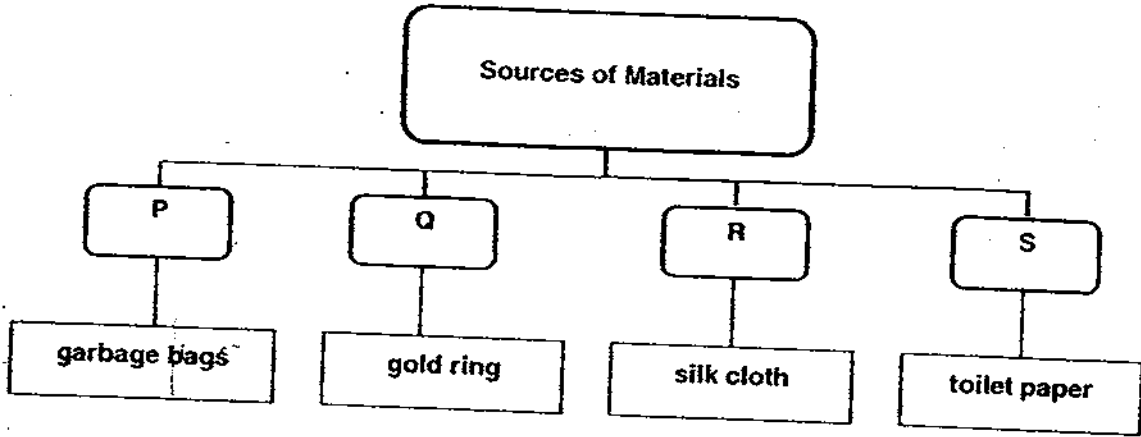 Sources of Materials
P
Q
R
S
garbage bags
gold ring
silk cloth
toilet paper